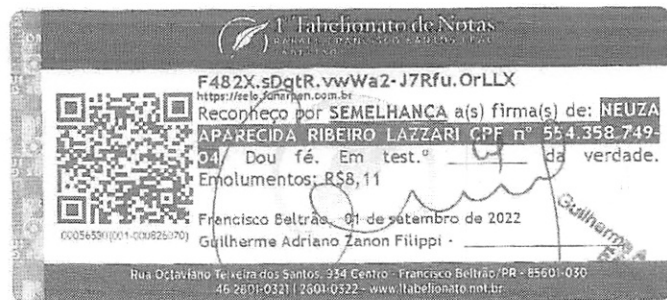 1º Tabelionato de Notas
F482X.sDqtR.vwWa2-J7Rfu.OrLLX
https://selo.funarpen.com.br
Reconheço por SEMELHANÇA a(s) firma(s) de: NEUZA
APARECIDA RIBEIRO LAZZARI CPF nº 554.358.749-
04 Dou fé. Em test.º ______ da verdade.
Emolumentos: R$8,11
Francisco Beltrão, 01 de setembro de 2022
Guilherme Adriano Zanon Filippi -
Guilherme
Rua Octaviano Teixeira dos Santos, 934 Centro - Francisco Beltrão/PR - 85601-030
46 2601-0321 | 2601-0322 - www.1tabelionato.not.br